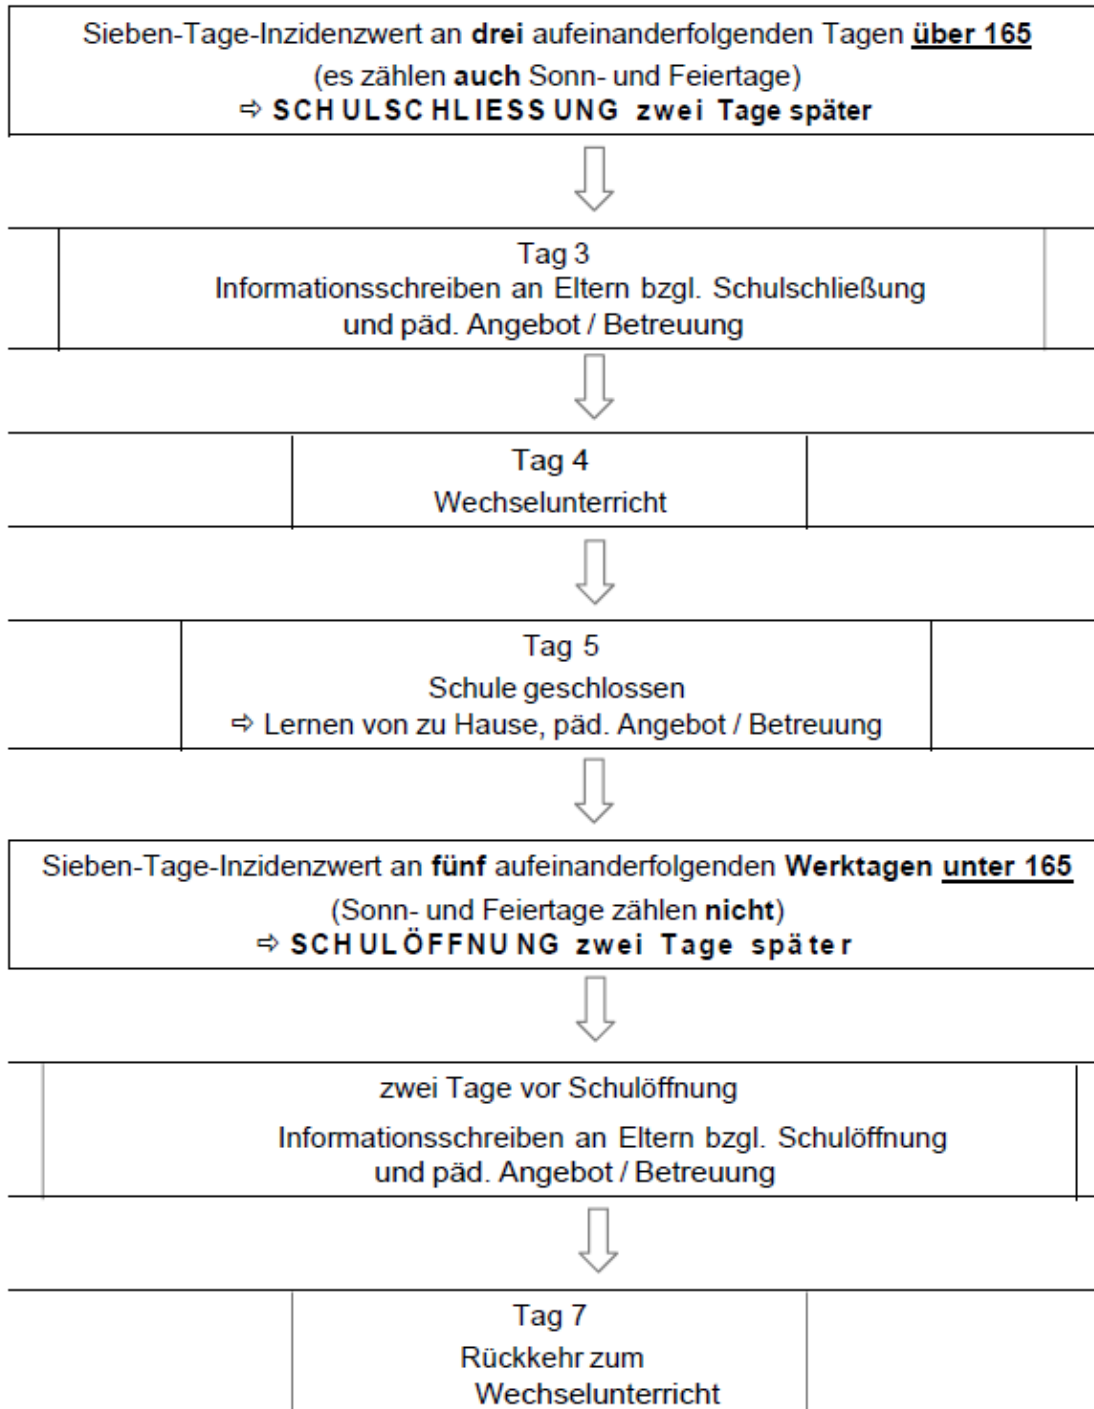 Sieben-Tage-Inzidenzwert an drei aufeinanderfolgenden Tagen über 165
(es zählen auch Sonn- und Feiertage)
⇨ SCHULSCHLIESSUNG zwei Tage später
Tag 3
Informationsschreiben an Eltern bzgl. Schulschließung
und päd. Angebot / Betreuung
Tag 4
Wechselunterricht
Tag 5
Schule geschlossen
⇨ Lernen von zu Hause, päd. Angebot / Betreuung
Sieben-Tage-Inzidenzwert an fünf aufeinanderfolgenden Werktagen unter 165
(Sonn- und Feiertage zählen nicht)
⇨ SCHULÖFFNUNG zwei Tage später
zwei Tage vor Schulöffnung
Informationsschreiben an Eltern bzgl. Schulöffnung
und päd. Angebot / Betreuung
Tag 7
Rückkehr zum
Wechselunterricht